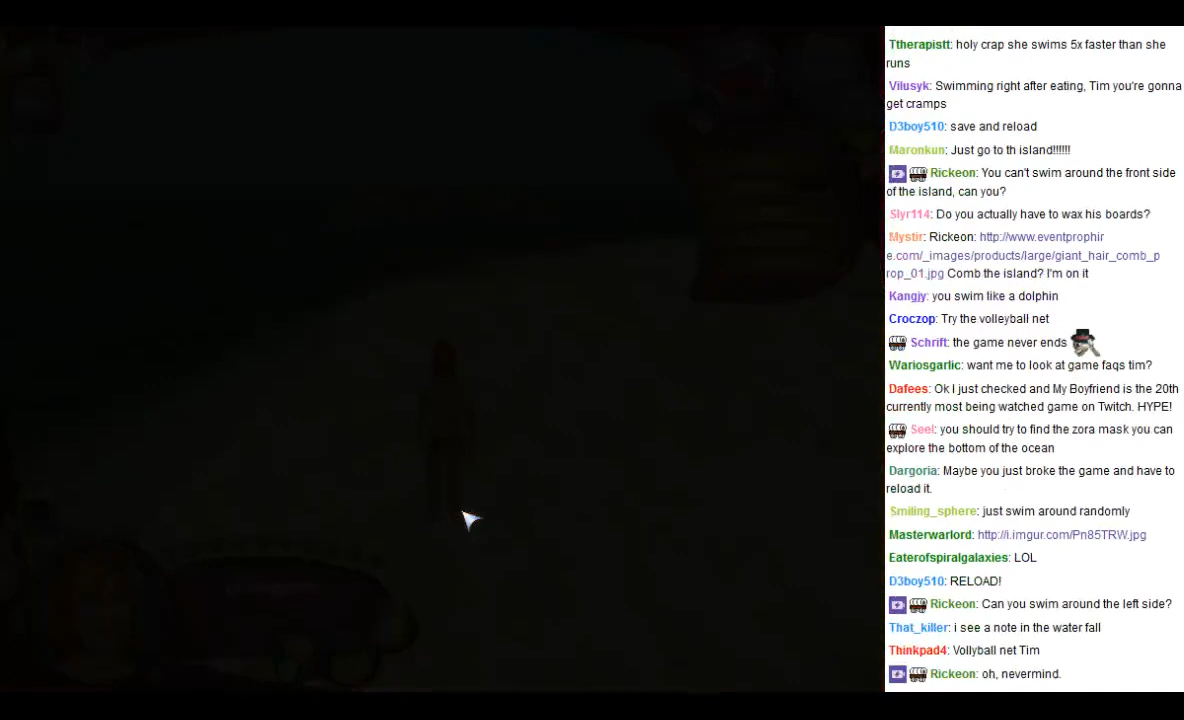 Ttherapistt: holy crap she swims 5x faster than she
runs
Vilusyk: Swimming right after eating, Tim you're gonna
get cramps
D3boy510: save and reload
Maronkun: Just go to th island!!!!!!
Rickeon: You can't swim around the front side
of the island, can you?
Slyr114: Do you actually have to wax his boards?
Mystir: Rickeon: http://www.eventprophir
e.com/_images/products/large/giant_hair_comb_p
rop_01.jpg Comb the island? I'm on it
Kangjy: you swim like a dolphin
Croczop: Try the volleyball net
Schrift: the game never ends
Wariosgarlic: want me to look at game faqs tim?
Dafees: Ok I just checked and My Boyfriend is the 20th
currently most being watched game on Twitch. HYPE!
Seel: you should try to find the zora mask you can
explore the bottom of the ocean
Dargoria: Maybe you just broke the game and have to
reload it.
Smiling_sphere: just swim around randomly
Masterwarlord: http://i.imgur.com/Pn85TRW.jpg
Eaterofspiralgalaxies: LOL
D3boy510: RELOAD!
Rickeon: Can you swim around the left side?
That_killer: i see a note in the water fall
Thinkpad4: Vollyball net Tim
Rickeon: oh, nevermind.